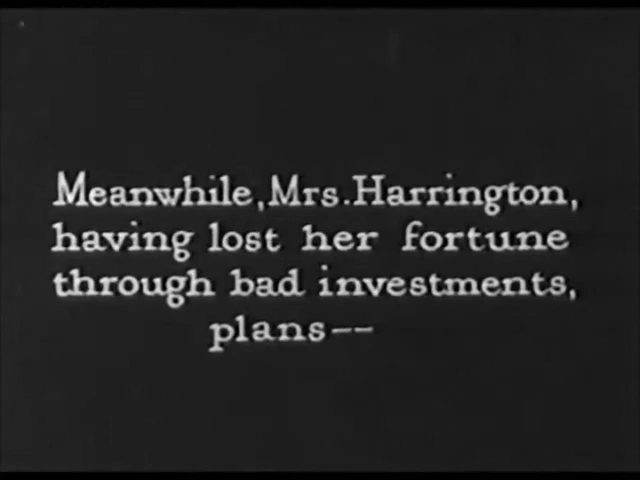 Meanwhile, Mrs. Harrington,
having lost her fortune
through bad investments,
plans--